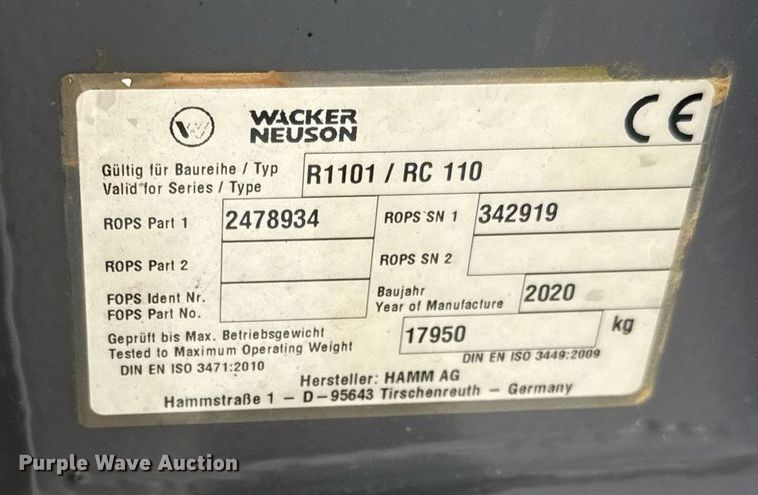 WACKER
NEUSON
CE
Gültig für Baureihe / Typ
Valid for Series / Type
R1101 / RC 110
ROPS Part 1 2478934 ROPS SN 1 342919
ROPS Part 2 ROPS SN 2
FOPS Ident Nr.
FOPS Part No.
Baujahr
Year of Manufacture 2020
Geprüft bis Max. Betriebsgewicht
Tested to Maximum Operating Weight
17950 kg
DIN EN ISO 3471:2010 DIN EN ISO 3449:2009
Hersteller: HAMM AG
Hammstraße 1 – D-95643 Tirschenreuth – Germany
Purple Wave Auction